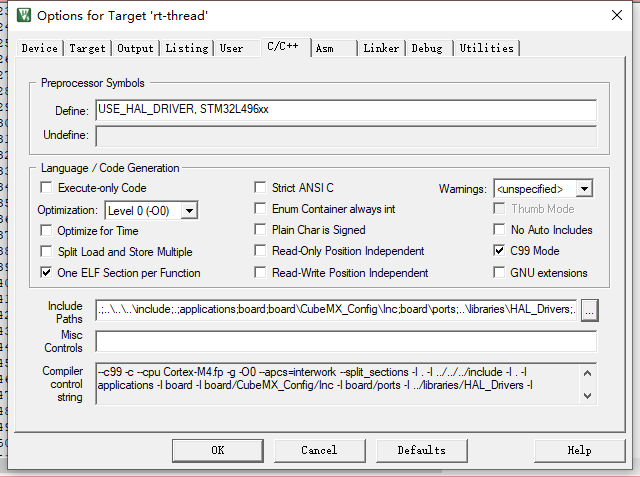 Options for Target 'rt-thread'
Device Target Output Listing User C/C++ Asm Linker Debug Utilities
Preprocessor Symbols
Define: USE_HAL_DRIVER, STM32L496xx
Undefine:
Language / Code Generation
Execute-only Code Strict ANSI C Warnings: <unspecified>
Optimization: Level 0 (-O0) Enum Container always int Thumb Mode
Optimize for Time Plain Char is Signed No Auto Includes
Split Load and Store Multiple Read-Only Position Independent C99 Mode
One ELF Section per Function Read-Write Position Independent GNU extensions
Include Paths .;..\..\..\include;.;applications;board;board\CubeMX_Config\Inc;board\ports;..\libraries\HAL_Drivers;.
...
Misc Controls
Compiler control string
--c99 -c --cpu Cortex-M4.fp -g -O0 --apcs=interwork --split_sections -I . -I ../../../include -I . -I
applications -I board -I board/CubeMX_Config/Inc -I board/ports -I ../libraries/HAL_Drivers -I
OK Cancel Defaults Help